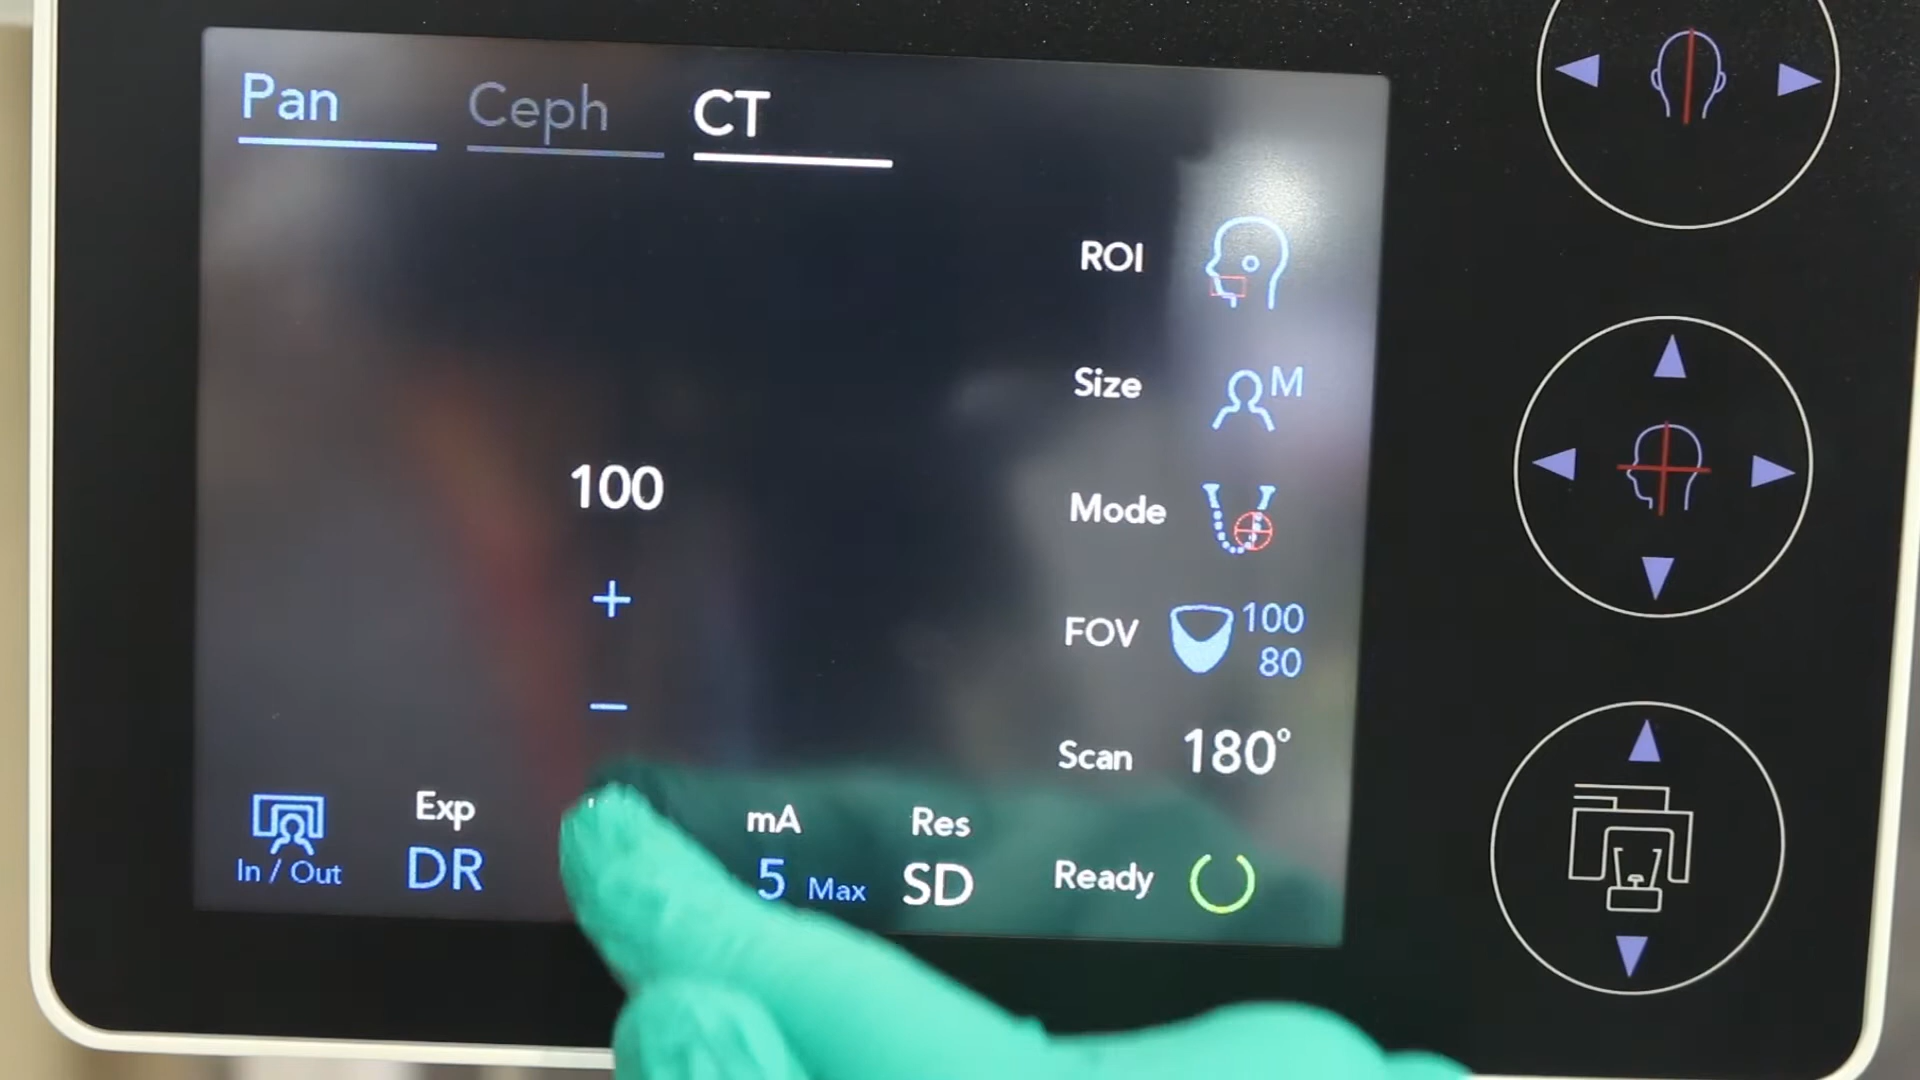 Pan Ceph CT
ROI
Size M
100
+
−
Mode
FOV 100
80
Scan 180°
In / Out
Exp
DR
mA
5 Max
Res
SD
Ready